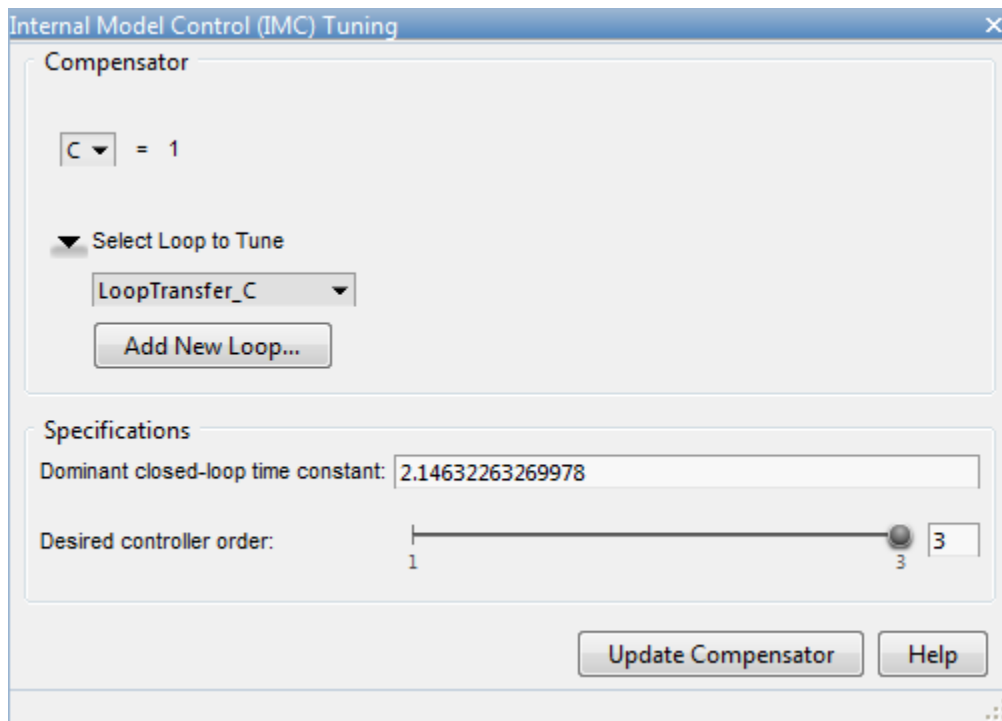 Internal Model Control (IMC) Tuning
Compensator
C = 1
Select Loop to Tune
LoopTransfer_C
Add New Loop...
Specifications
Dominant closed-loop time constant: 2.14632263269978
Desired controller order: 3
1 3
Update Compensator Help